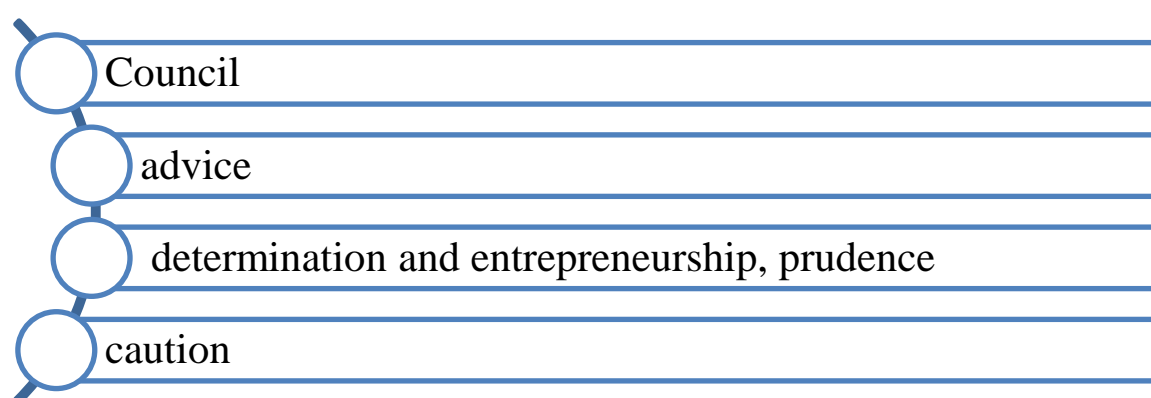 Council
advice
determination and entrepreneurship, prudence
caution